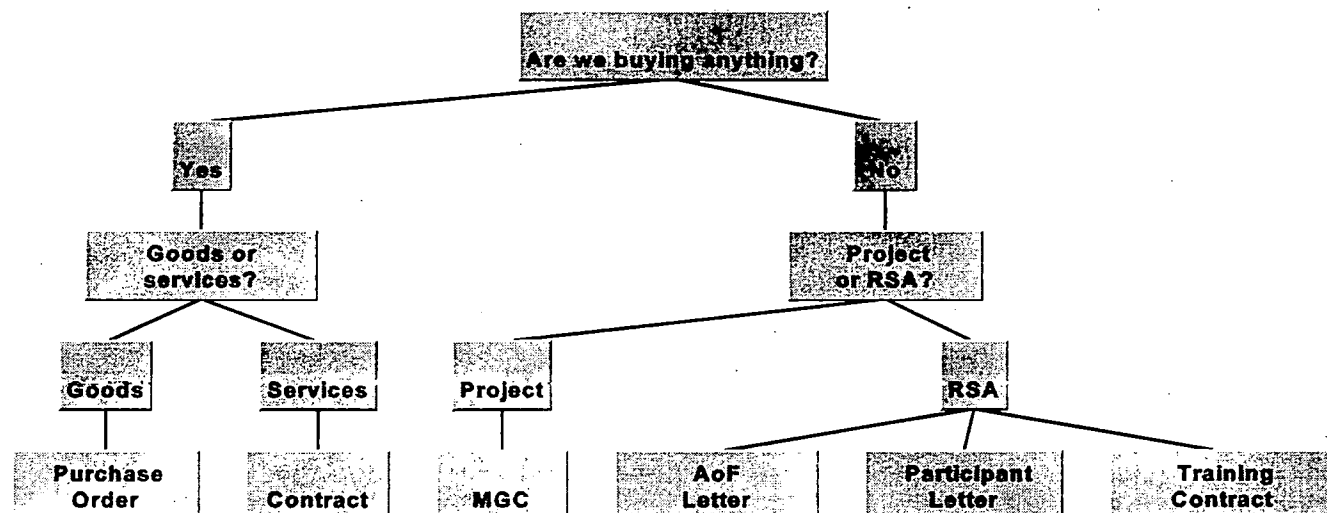 Are we buying anything?
Yes
No
Goods or
services?
Project
or RSA?
Goods
Services
Project
RSA
Purchase
Order
Contract
MGC
AoF
Letter
Participant
Letter
Training
Contract